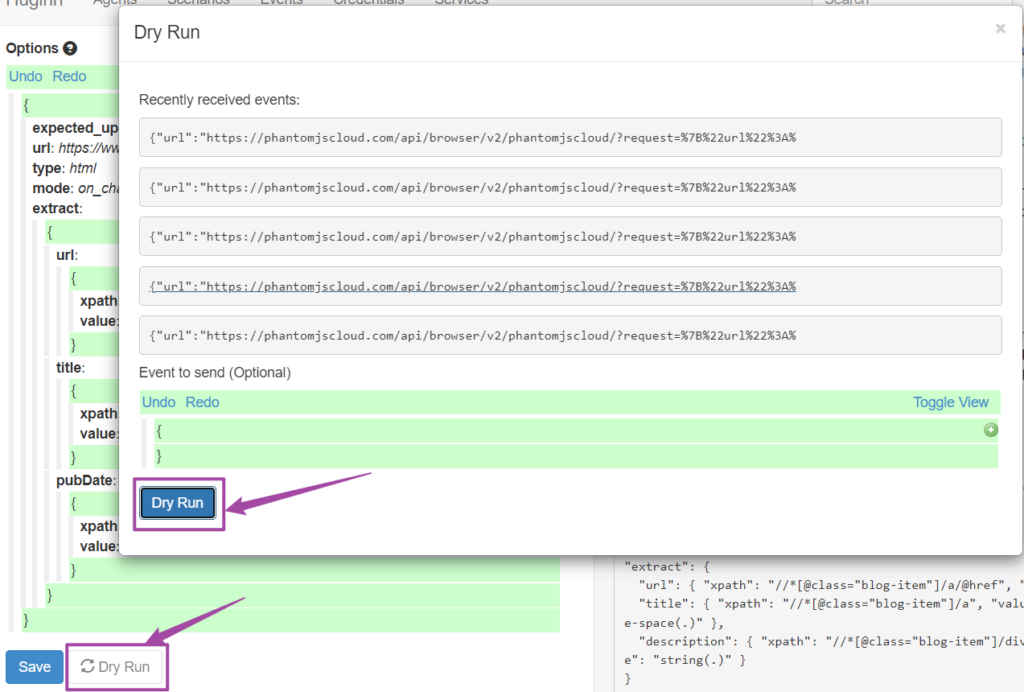 Huginn Agents Scenarios Events Credentials Services Search
Options
Undo Redo
{
expected_up
url: https://ww
type: html
mode: on_cha
extract:
{
url:
{
xpath
value:
}
title:
{
xpath
value:
}
pubDate:
{
xpath
value:
}
}
}
Save Dry Run
Dry Run ×
Recently received events:
{"url":"https://phantomjscloud.com/api/browser/v2/phantomjscloud/?request=%7B%22url%22%3A%
{"url":"https://phantomjscloud.com/api/browser/v2/phantomjscloud/?request=%7B%22url%22%3A%
{"url":"https://phantomjscloud.com/api/browser/v2/phantomjscloud/?request=%7B%22url%22%3A%
{"url":"https://phantomjscloud.com/api/browser/v2/phantomjscloud/?request=%7B%22url%22%3A%
{"url":"https://phantomjscloud.com/api/browser/v2/phantomjscloud/?request=%7B%22url%22%3A%
Event to send (Optional)
Undo Redo Toggle View
{
}
Dry Run
"extract": {
"url": { "xpath": "//*[@class="blog-item"]/a/@href", "
"title": { "xpath": "//*[@class="blog-item"]/a", "valu
e-space(.)" },
"description": { "xpath": "//*[@class="blog-item"]/div
e": "string(.)" }
}